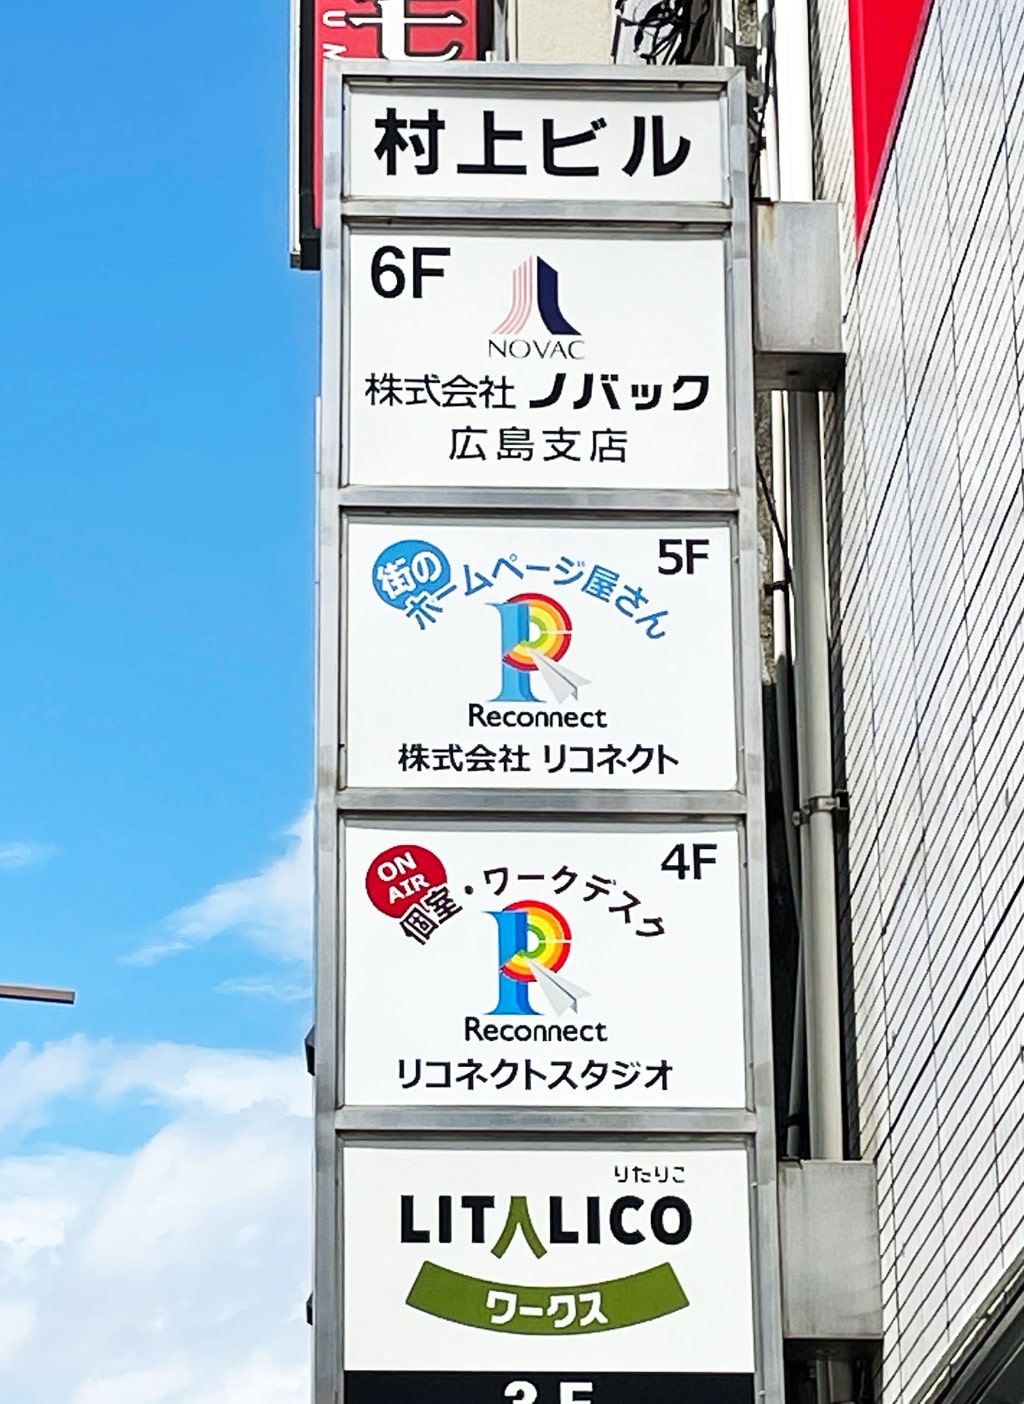 モ
UN
村上ビル
6F
NOVAC
株式会社 ノバック
広島支店
街の
ホームページ屋さん
5F
Reconnect
株式会社 リコネクト
ON
AIR
個室・ワークデスク
4F
Reconnect
リコネクトスタジオ
りたりこ
LITALICO
ワークス
3F